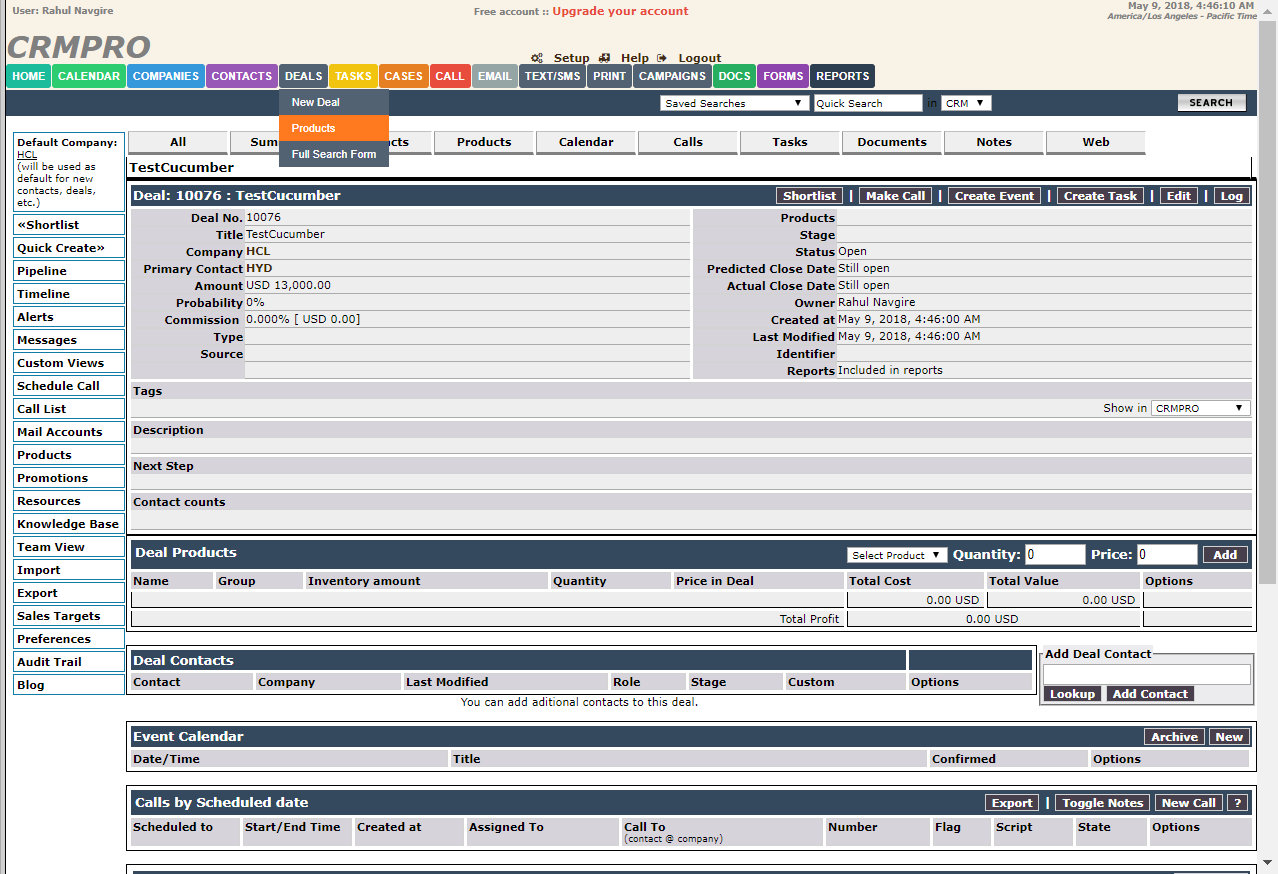 User: Rahul Navgire
Free account :: Upgrade your account
May 9, 2018, 4:46:10 AM
America/Los Angeles - Pacific Time
CRMPRO
Setup Help Logout
HOME CALENDAR COMPANIES CONTACTS DEALS TASKS CASES CALL EMAIL TEXT/SMS PRINT CAMPAIGNS DOCS FORMS REPORTS
New Deal
Products
Full Search Form
Saved Searches Quick Search in CRM SEARCH
Default Company:
HCL
(will be used as
default for new
contacts, deals,
etc.)
«Shortlist
Quick Create»
Pipeline
Timeline
Alerts
Messages
Custom Views
Schedule Call
Call List
Mail Accounts
Products
Promotions
Resources
Knowledge Base
Team View
Import
Export
Sales Targets
Preferences
Audit Trail
Blog
All Sum cts Products Calendar Calls Tasks Documents Notes Web
TestCucumber
Deal: 10076 : TestCucumber Shortlist | Make Call | Create Event | Create Task | Edit | Log
Deal No. 10076
Title TestCucumber
Company HCL
Primary Contact HYD
Amount USD 13,000.00
Probability 0%
Commission 0.000% [ USD 0.00]
Type
Source
Products
Stage
Status Open
Predicted Close Date Still open
Actual Close Date Still open
Owner Rahul Navgire
Created at May 9, 2018, 4:46:00 AM
Last Modified May 9, 2018, 4:46:00 AM
Identifier
Reports Included in reports
Tags
Show in CRMPRO
Description
Next Step
Contact counts
Deal Products Select Product Quantity: 0 Price: 0 Add
Name Group Inventory amount Quantity Price in Deal Total Cost Total Value Options
0.00 USD 0.00 USD
Total Profit 0.00 USD
Deal Contacts
Contact Company Last Modified Role Stage Custom Options
You can add aditional contacts to this deal.
Add Deal Contact
Lookup Add Contact
Event Calendar Archive New
Date/Time Title Confirmed Options
Calls by Scheduled date Export | Toggle Notes New Call ?
Scheduled to Start/End Time Created at Assigned To Call To Number Flag Script State Options
(contact @ company)